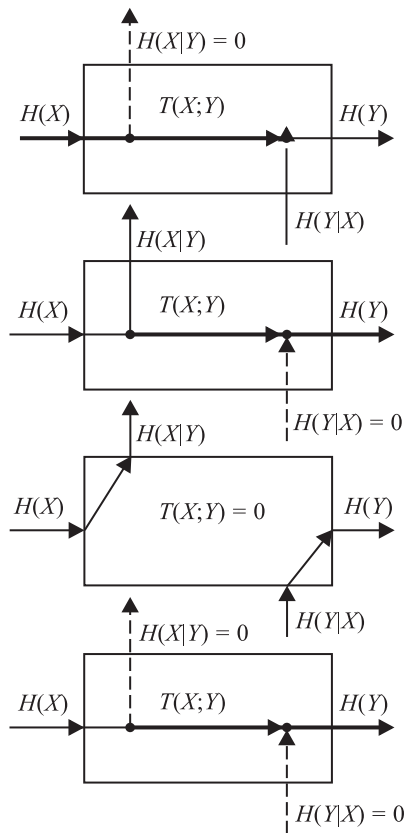 H(X|Y) = 0
T(X;Y)
H(X)
H(Y)
H(Y|X)
H(X|Y)
T(X;Y)
H(X)
H(Y)
H(Y|X) = 0
H(X|Y)
H(X)
T(X;Y) = 0
H(Y)
H(Y|X)
H(X|Y) = 0
T(X;Y)
H(X)
H(Y)
H(Y|X) = 0